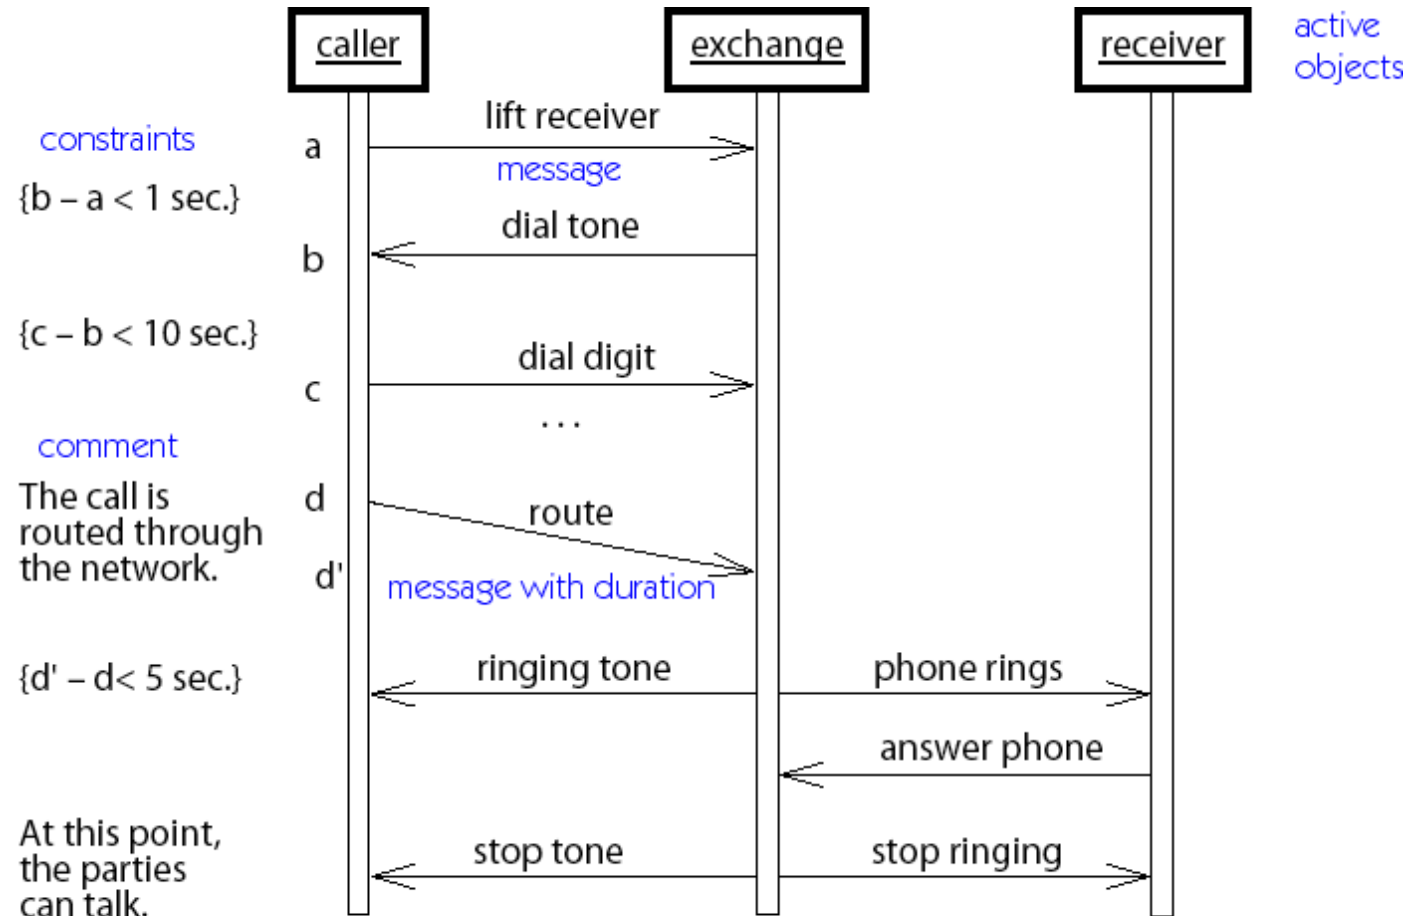 caller
exchange
receiver
active
objects
lift receiver
constraints
a
message
{b – a < 1 sec.}
dial tone
b
{c – b < 10 sec.}
dial digit
c
. . .
comment
The call is
routed through
the network.
d
route
d'
message with duration
{d' – d< 5 sec.}
ringing tone
phone rings
answer phone
At this point,
the parties
can talk.
stop tone
stop ringing